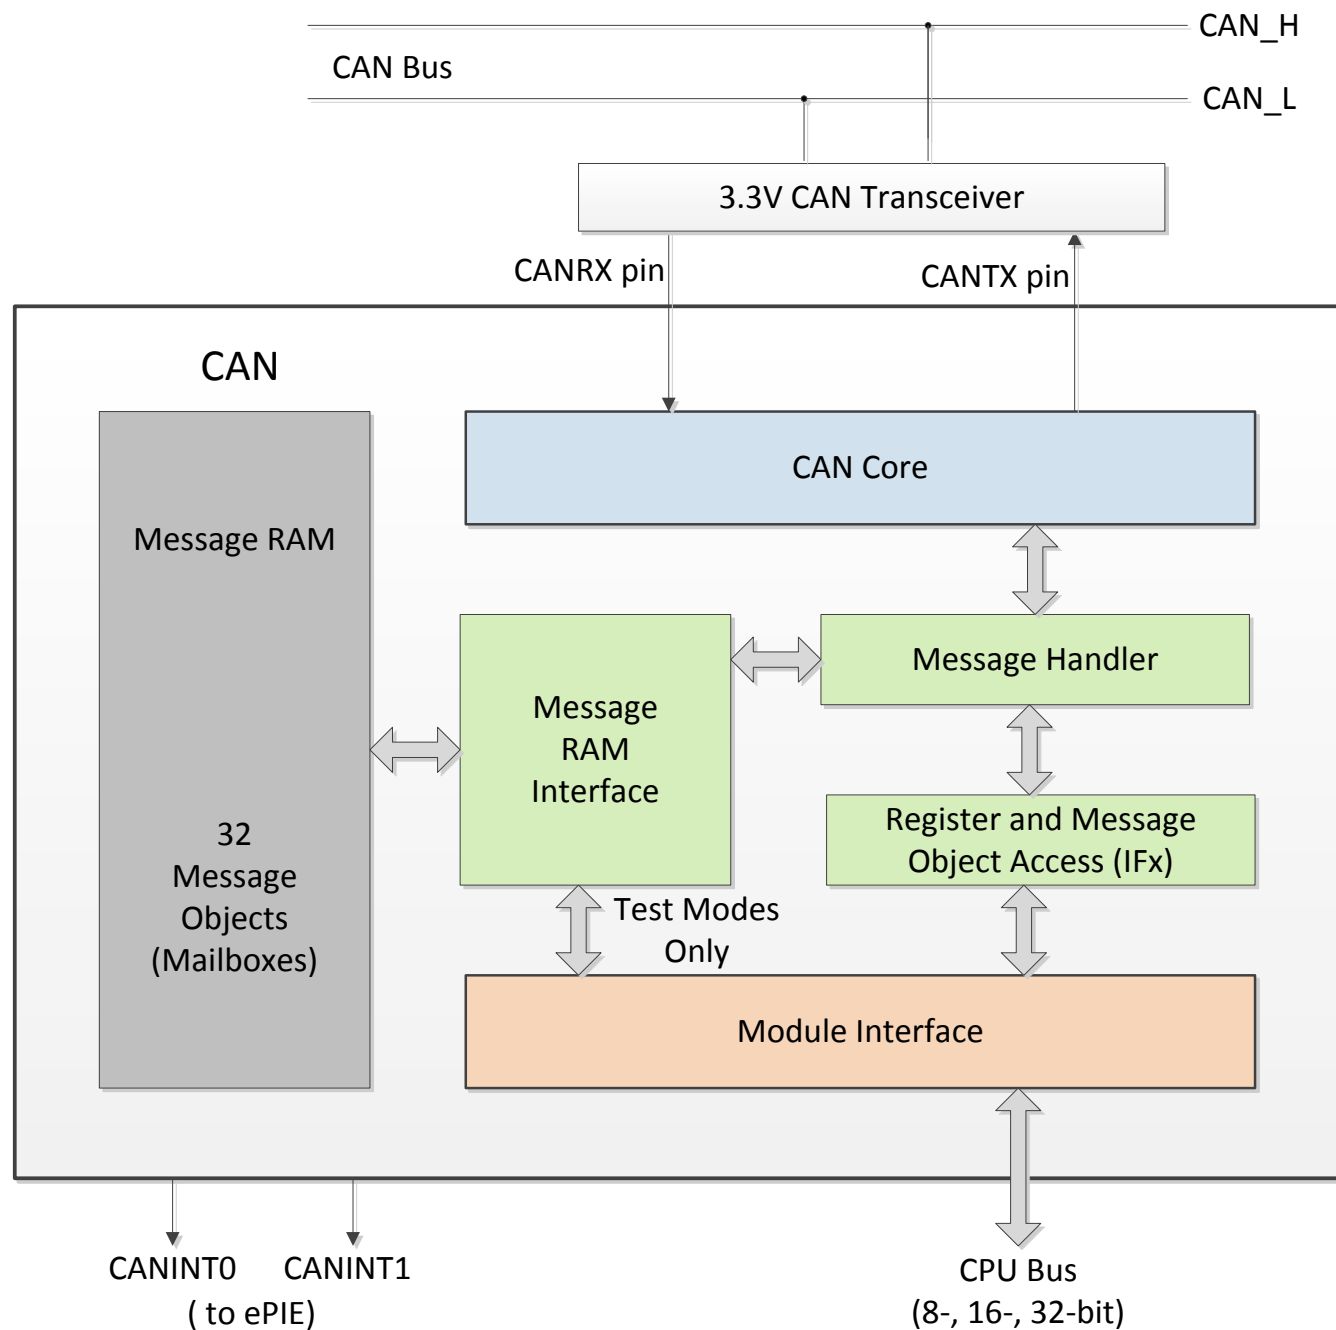 CAN_H
CAN Bus
CAN_L
3.3V CAN Transceiver
CANRX pin
CANTX pin
CAN
CAN Core
Message RAM
Message Handler
Message
RAM
Interface
Register and Message
Object Access (IFx)
32
Message
Objects
(Mailboxes)
Test Modes
Only
Module Interface
CANINT0
CANINT1
( to ePIE)
CPU Bus
(8-, 16-, 32-bit)